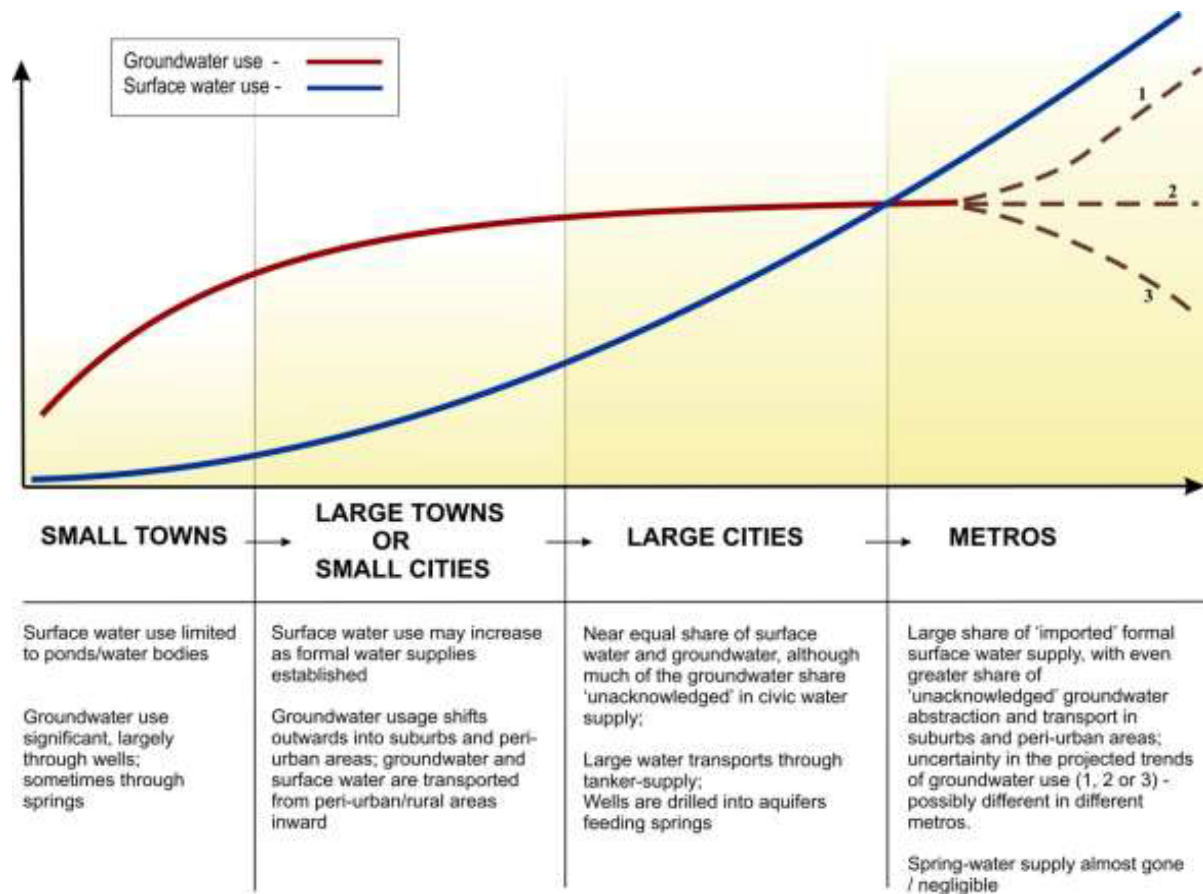 Groundwater use -
Surface water use -
1
2
3
SMALL TOWNS
LARGE TOWNS
OR
SMALL CITIES
LARGE CITIES
METROS
Surface water use limited
to ponds/water bodies
Groundwater use
significant, largely
through wells;
sometimes through
springs
Surface water use may increase
as formal water supplies
established
Groundwater usage shifts
outwards into suburbs and peri-
urban areas; groundwater and
surface water are transported
from peri-urban/rural areas
inward
Near equal share of surface
water and groundwater, although
much of the groundwater share
‘unacknowledged’ in civic water
supply;
Large water transports through
tanker-supply;
Wells are drilled into aquifers
feeding springs
Large share of ‘imported’ formal
surface water supply, with even
greater share of
‘unacknowledged’ groundwater
abstraction and transport in
suburbs and peri-urban areas;
uncertainty in the projected trends
of groundwater use (1, 2 or 3) -
possibly different in different
metros.
Spring-water supply almost gone
/ negligible